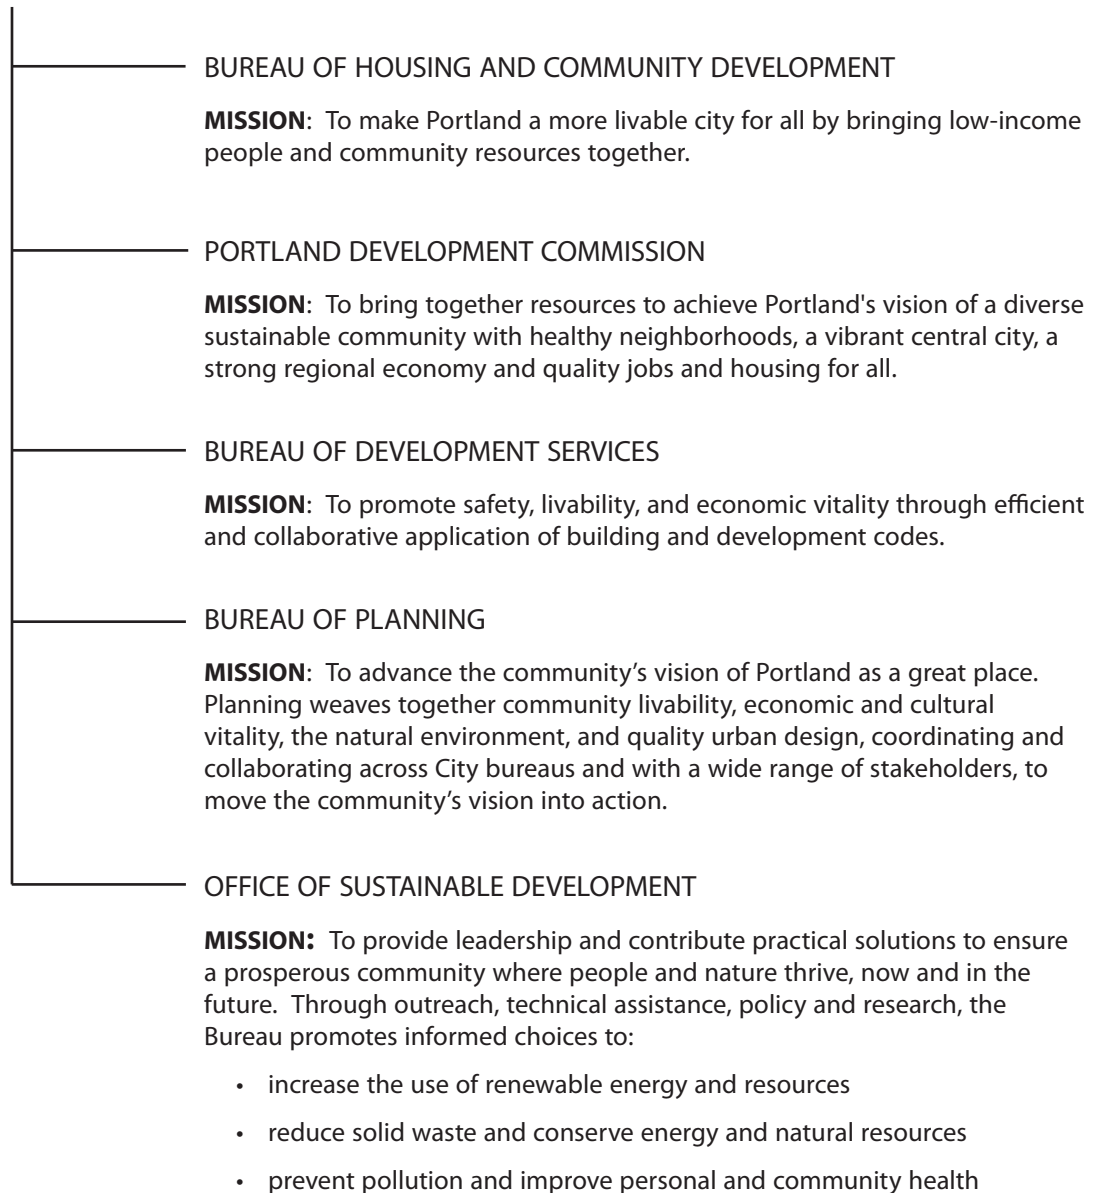 BUREAU OF HOUSING AND COMMUNITY DEVELOPMENT
MISSION:  To make Portland a more livable city for all by bringing low-income
people and community resources together.
PORTLAND DEVELOPMENT COMMISSION
MISSION:  To bring together resources to achieve Portland's vision of a diverse
sustainable community with healthy neighborhoods, a vibrant central city, a
strong regional economy and quality jobs and housing for all.
BUREAU OF DEVELOPMENT SERVICES
MISSION:  To promote safety, livability, and economic vitality through efficient
and collaborative application of building and development codes.
BUREAU OF PLANNING
MISSION:  To advance the community’s vision of Portland as a great place.
Planning weaves together community livability, economic and cultural
vitality, the natural environment, and quality urban design, coordinating and
collaborating across City bureaus and with a wide range of stakeholders, to
move the community’s vision into action.
OFFICE OF SUSTAINABLE DEVELOPMENT
MISSION:  To provide leadership and contribute practical solutions to ensure
a prosperous community where people and nature thrive, now and in the
future.  Through outreach, technical assistance, policy and research, the
Bureau promotes informed choices to:
• increase the use of renewable energy and resources
• reduce solid waste and conserve energy and natural resources
• prevent pollution and improve personal and community health